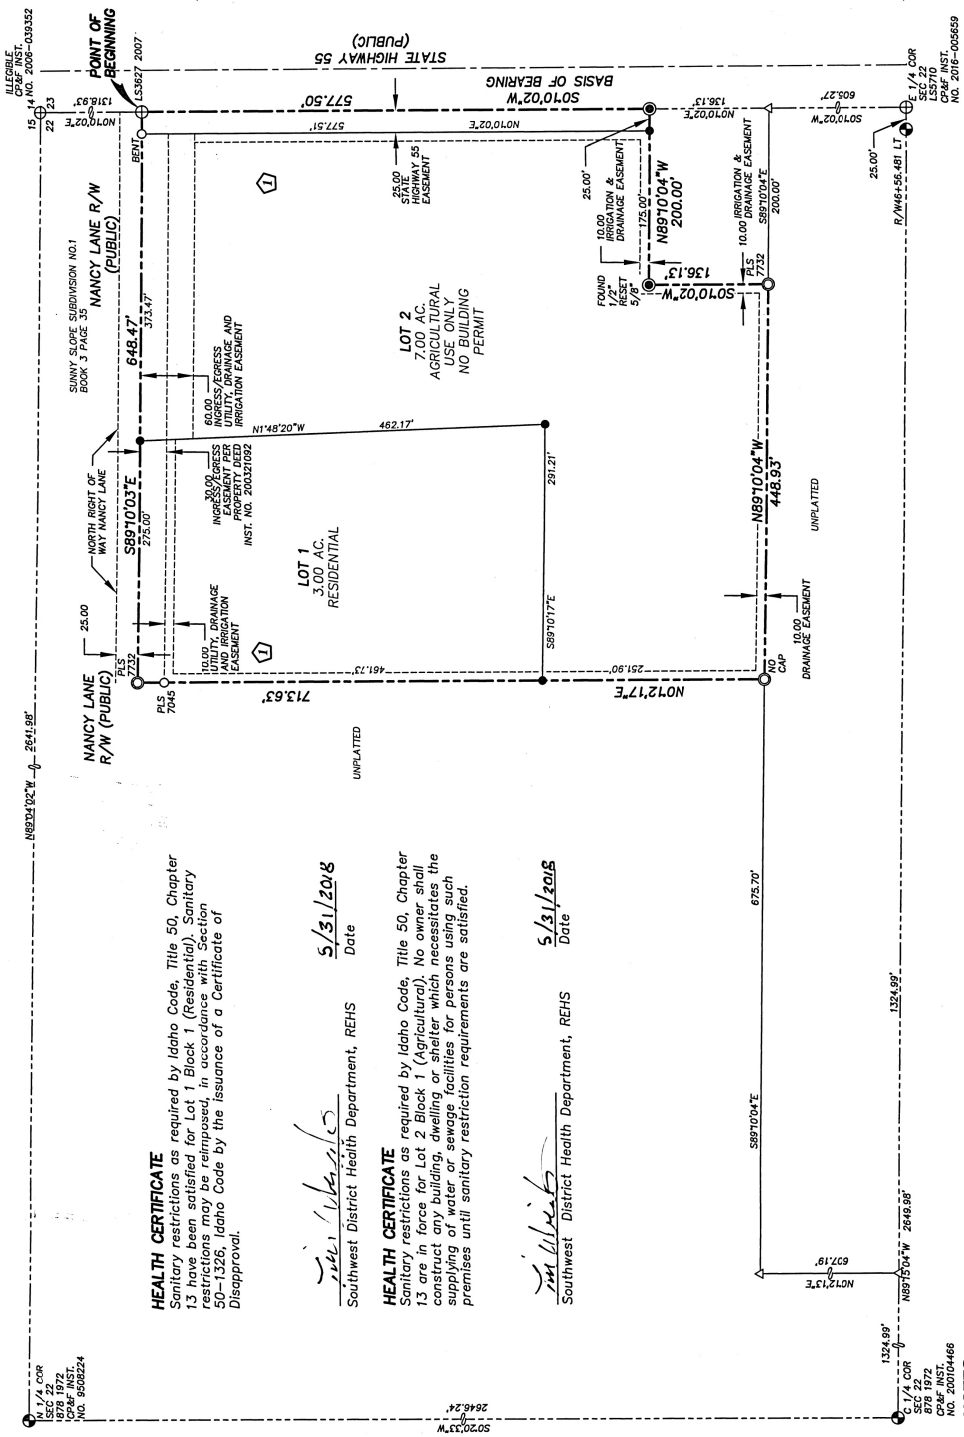 ILLEGIBLE
CP&F INST.
NO. 2006-039352
15 14
22 23
N0°10'02"E
1318.93'
POINT OF
BEGINNING
LS3627 2007
BENT
STATE HIGHWAY 55
(PUBLIC)
BASIS OF BEARING
S0°10'02"W
577.50'
577.51'
N0°10'02"E
25.00
STATE
HIGHWAY 55
EASEMENT
25.00'
N0°10'02"E
136.13'
S0°10'02"W
605.27'
E 1/4 COR
SEC 22
LS5710
CP&F INST.
NO. 2016-005659
25.00'
R/W46+56.481 LT
SUNNY SLOPE SUBDIVISION NO.1
BOOK 3 PAGE 35
NANCY LANE R/W
(PUBLIC)
NORTH RIGHT OF
WAY NANCY LANE
S89°10'03"E
648.47'
275.00'
373.47'
25.00
NANCY LANE
R/W (PUBLIC)
PLS
7732
PLS
7045
60.00
INGRESS/EGRESS
UTILITY, DRAINAGE AND
IRRIGATION EASEMENT
30.00
INGRESS/EGRESS
EASEMENT PER
PROPERTY DEED
INST. NO. 200321092
10.00
UTILITY, DRAINAGE
AND IRRIGATION
EASEMENT
1
1
N1°48'20"W
462.17'
LOT 1
3.00 AC.
RESIDENTIAL
LOT 2
7.00 AC.
AGRICULTURAL
USE ONLY
NO BUILDING
PERMIT
10.00
IRRIGATION &
DRAINAGE EASEMENT
175.00'
N89°10'04"W
200.00'
FOUND
1/2"
RESET
5/8"
136.13'
S0°10'02"W
10.00 IRRIGATION &
DRAINAGE EASEMENT
S89°10'04"E
200.00'
PLS
7732
S89°10'17"E
291.21'
461.73'
251.90'
713.63'
N0°12'17"E
N89°10'04"W
448.93'
UNPLATTED
UNPLATTED
NO
CAP
10.00
DRAINAGE EASEMENT
N89°04'02"W
2641.98'
HEALTH CERTIFICATE
Sanitary restrictions as required by Idaho Code, Title 50, Chapter
13 have been satisfied for Lot 1 Block 1 (Residential). Sanitary
restrictions may be reimposed, in accordance with Section
50-1326, Idaho Code by the issuance of a Certificate of
Disapproval.
5/31/2018
Southwest District Health Department, REHS
Date
HEALTH CERTIFICATE
Sanitary restrictions as required by Idaho Code, Title 50, Chapter
13 are in force for Lot 2 Block 1 (Agricultural). No owner shall
construct any building, dwelling or shelter which necessitates the
supplying of water or sewage facilities for persons using such
premises until sanitary restriction requirements are satisfied.
5/31/2018
Southwest District Health Department, REHS
Date
S89°10'04"E
675.70'
607.19'
N0°12'13"E
N89°15'04"W 2649.98'
1324.99'
1324.99'
N 1/4 COR
SEC 22
878 1972
CP&F INST.
NO. 9508224
S0°20'33"W
2646.24'
C 1/4 COR
SEC 22
878 1972
CP&F INST.
NO. 200104466